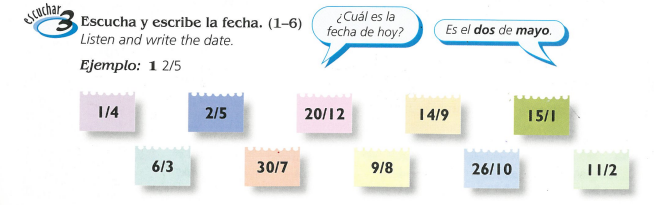 escuchar 3 Escucha y escribe la fecha. (1–6)
Listen and write the date.
Ejemplo: 1 2/5
¿Cuál es la
fecha de hoy?
Es el dos de mayo.
1/4 2/5 20/12 14/9 15/1
6/3 30/7 9/8 26/10 11/2